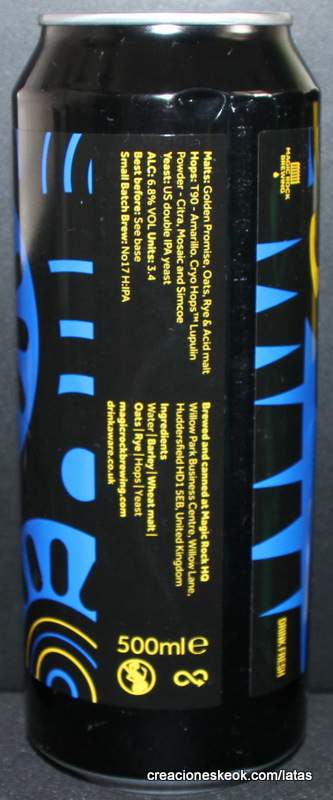 MAGIC ROCK
BREWING
Malts: Golden Promise, Oats, Rye & Acid malt
Hops: T90 - Amarillo, Cryo Hops™ Lupulin
Powder - Citra, Mosaic and Simcoe
Yeast: US double IPA yeast
ALC: 6.8% VOL Units: 3.4
Best before: See base
Small Batch Brew: No17 H:IPA
Brewed and canned at Magic Rock HQ
Willow Park Business Centre, Willow Lane,
Huddersfield HD1 5EB, United Kingdom
Ingredients
Water | Barley | Wheat malt |
Oats | Rye | Hops | Yeast
magicrockbrewing.com
drinkaware.co.uk
DRINK FRESH
500ml e
creacioneskeok.com/latas